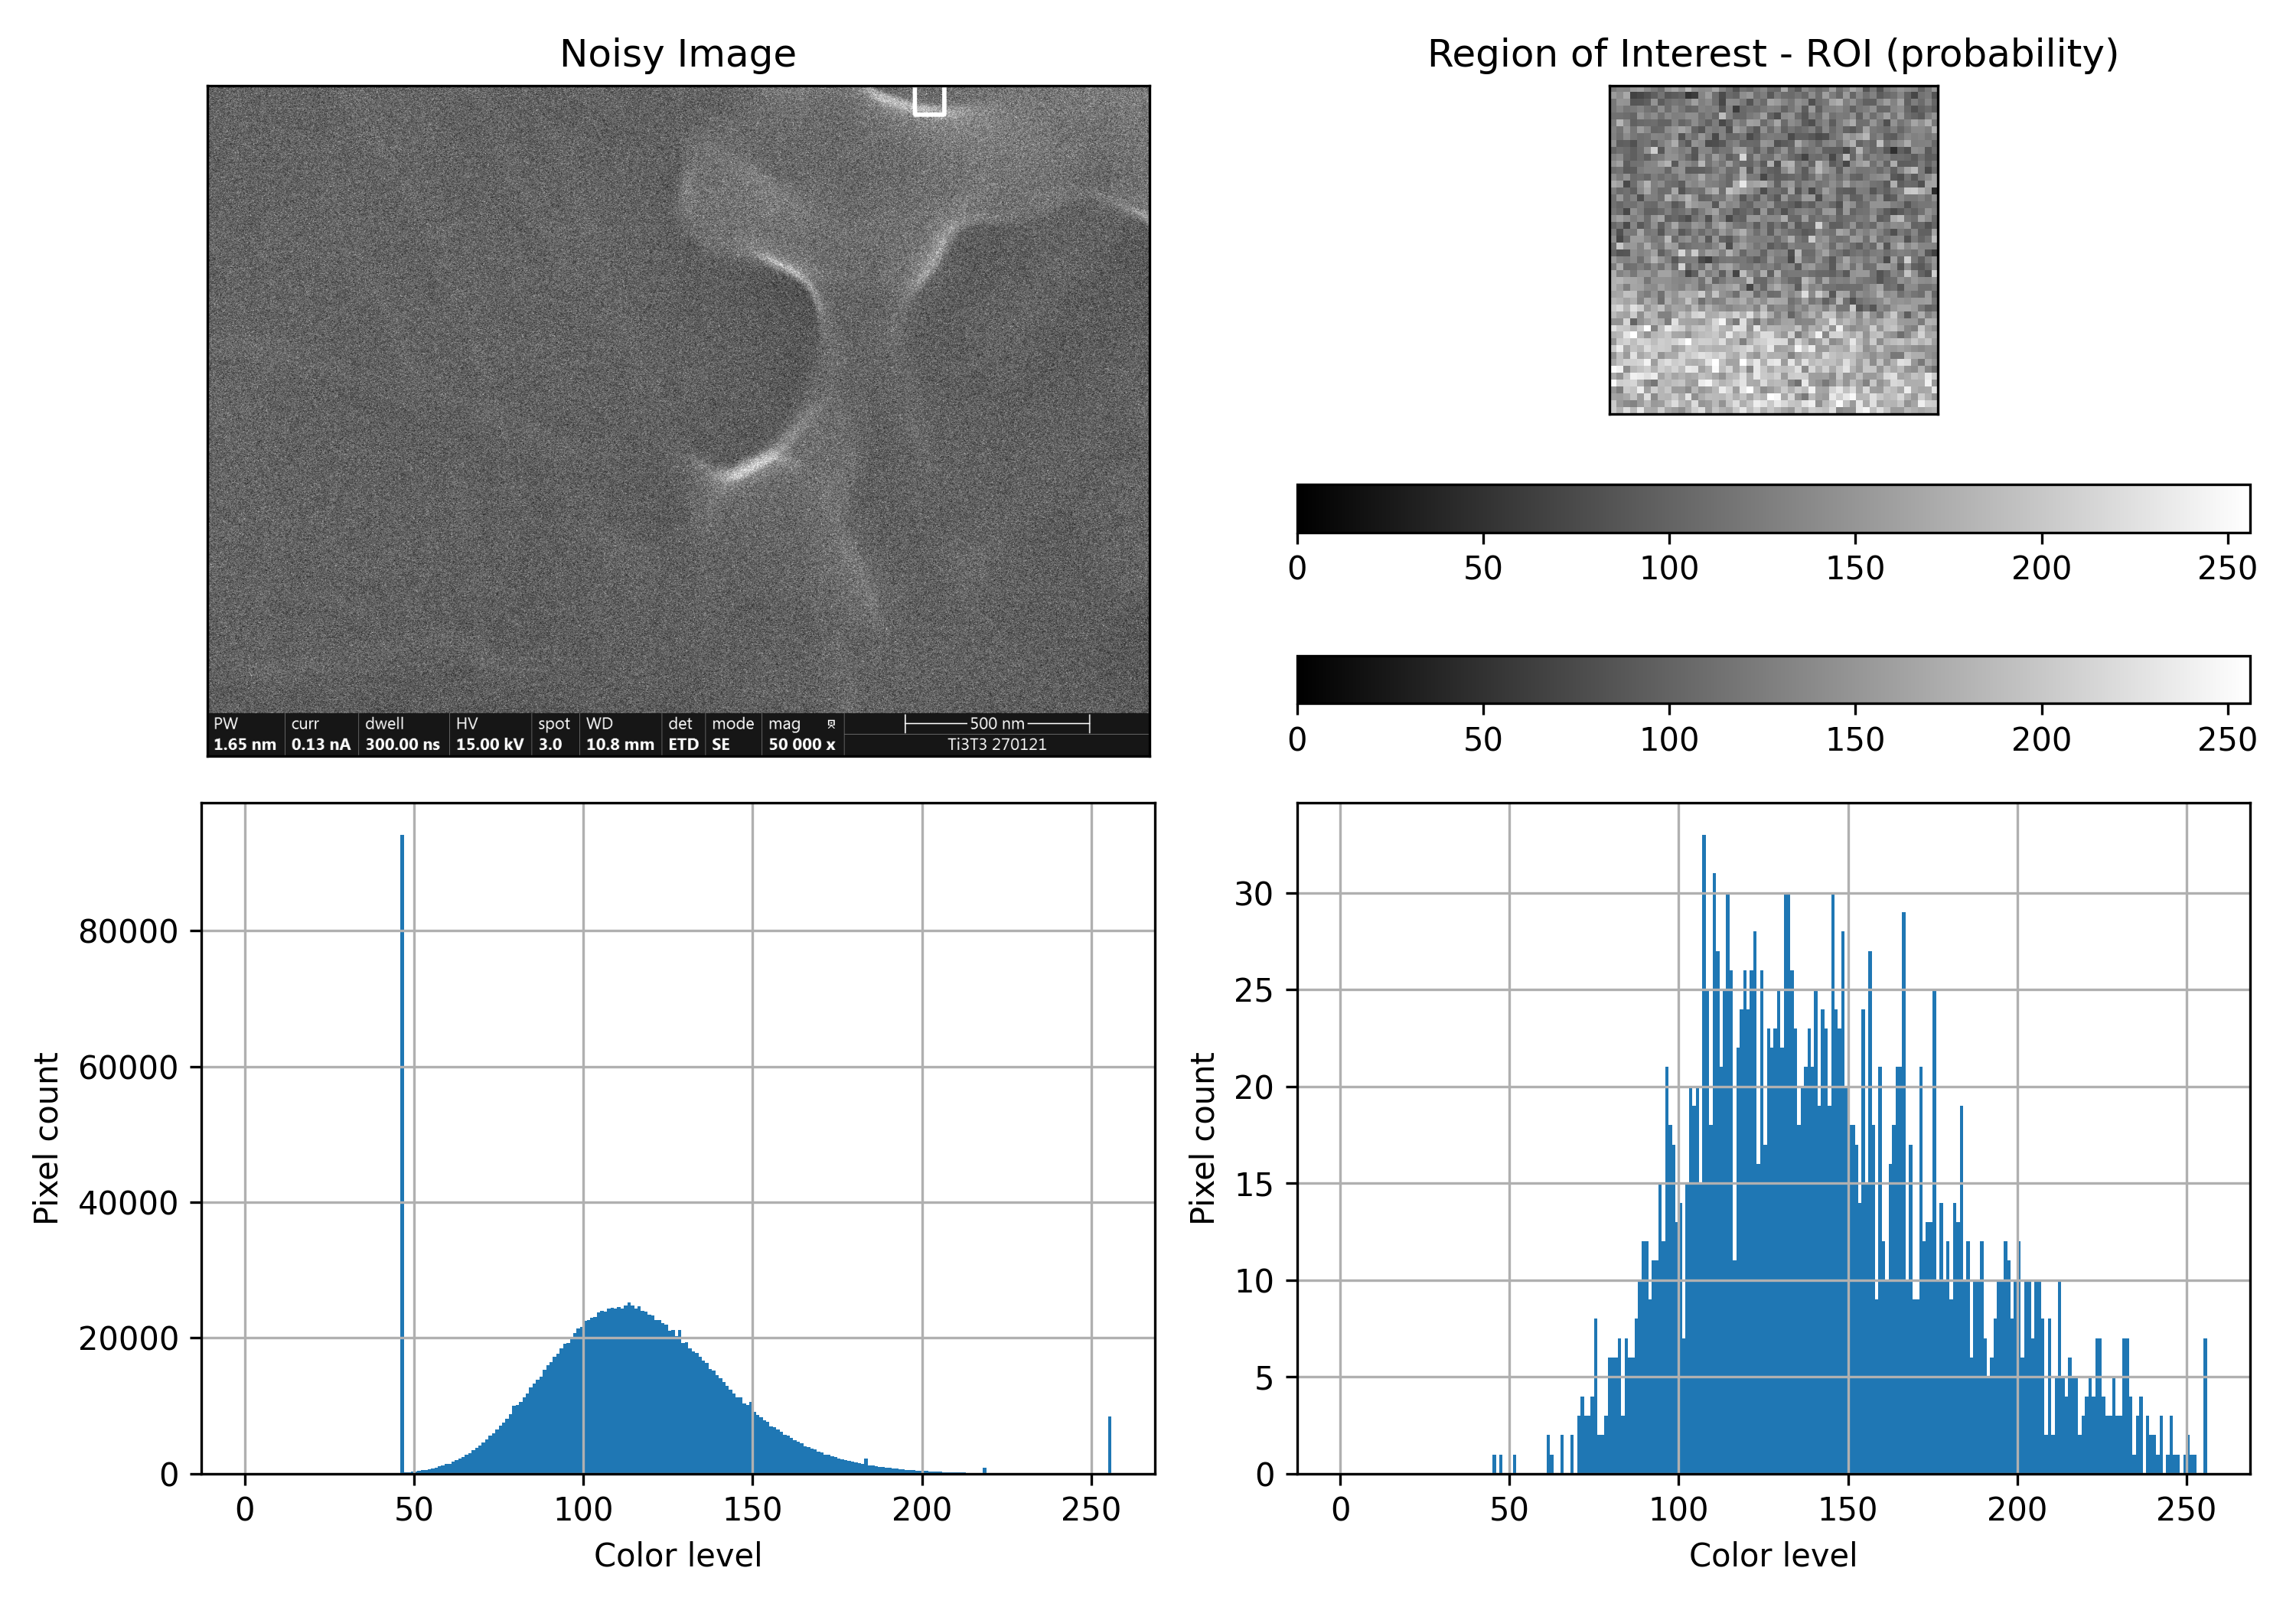 Noisy Image
Region of Interest - ROI (probability)
PW curr dwell HV spot WD det mode mag
1.65 nm 0.13 nA 300.00 ns 15.00 kV 3.0 10.8 mm ETD SE 50 000 x
500 nm
Ti3T3 270121
0 50 100 150 200 250
0 50 100 150 200 250
Pixel count
80000
60000
40000
20000
0
0 50 100 150 200 250
Color level
Pixel count
30
25
20
15
10
5
0
0 50 100 150 200 250
Color level